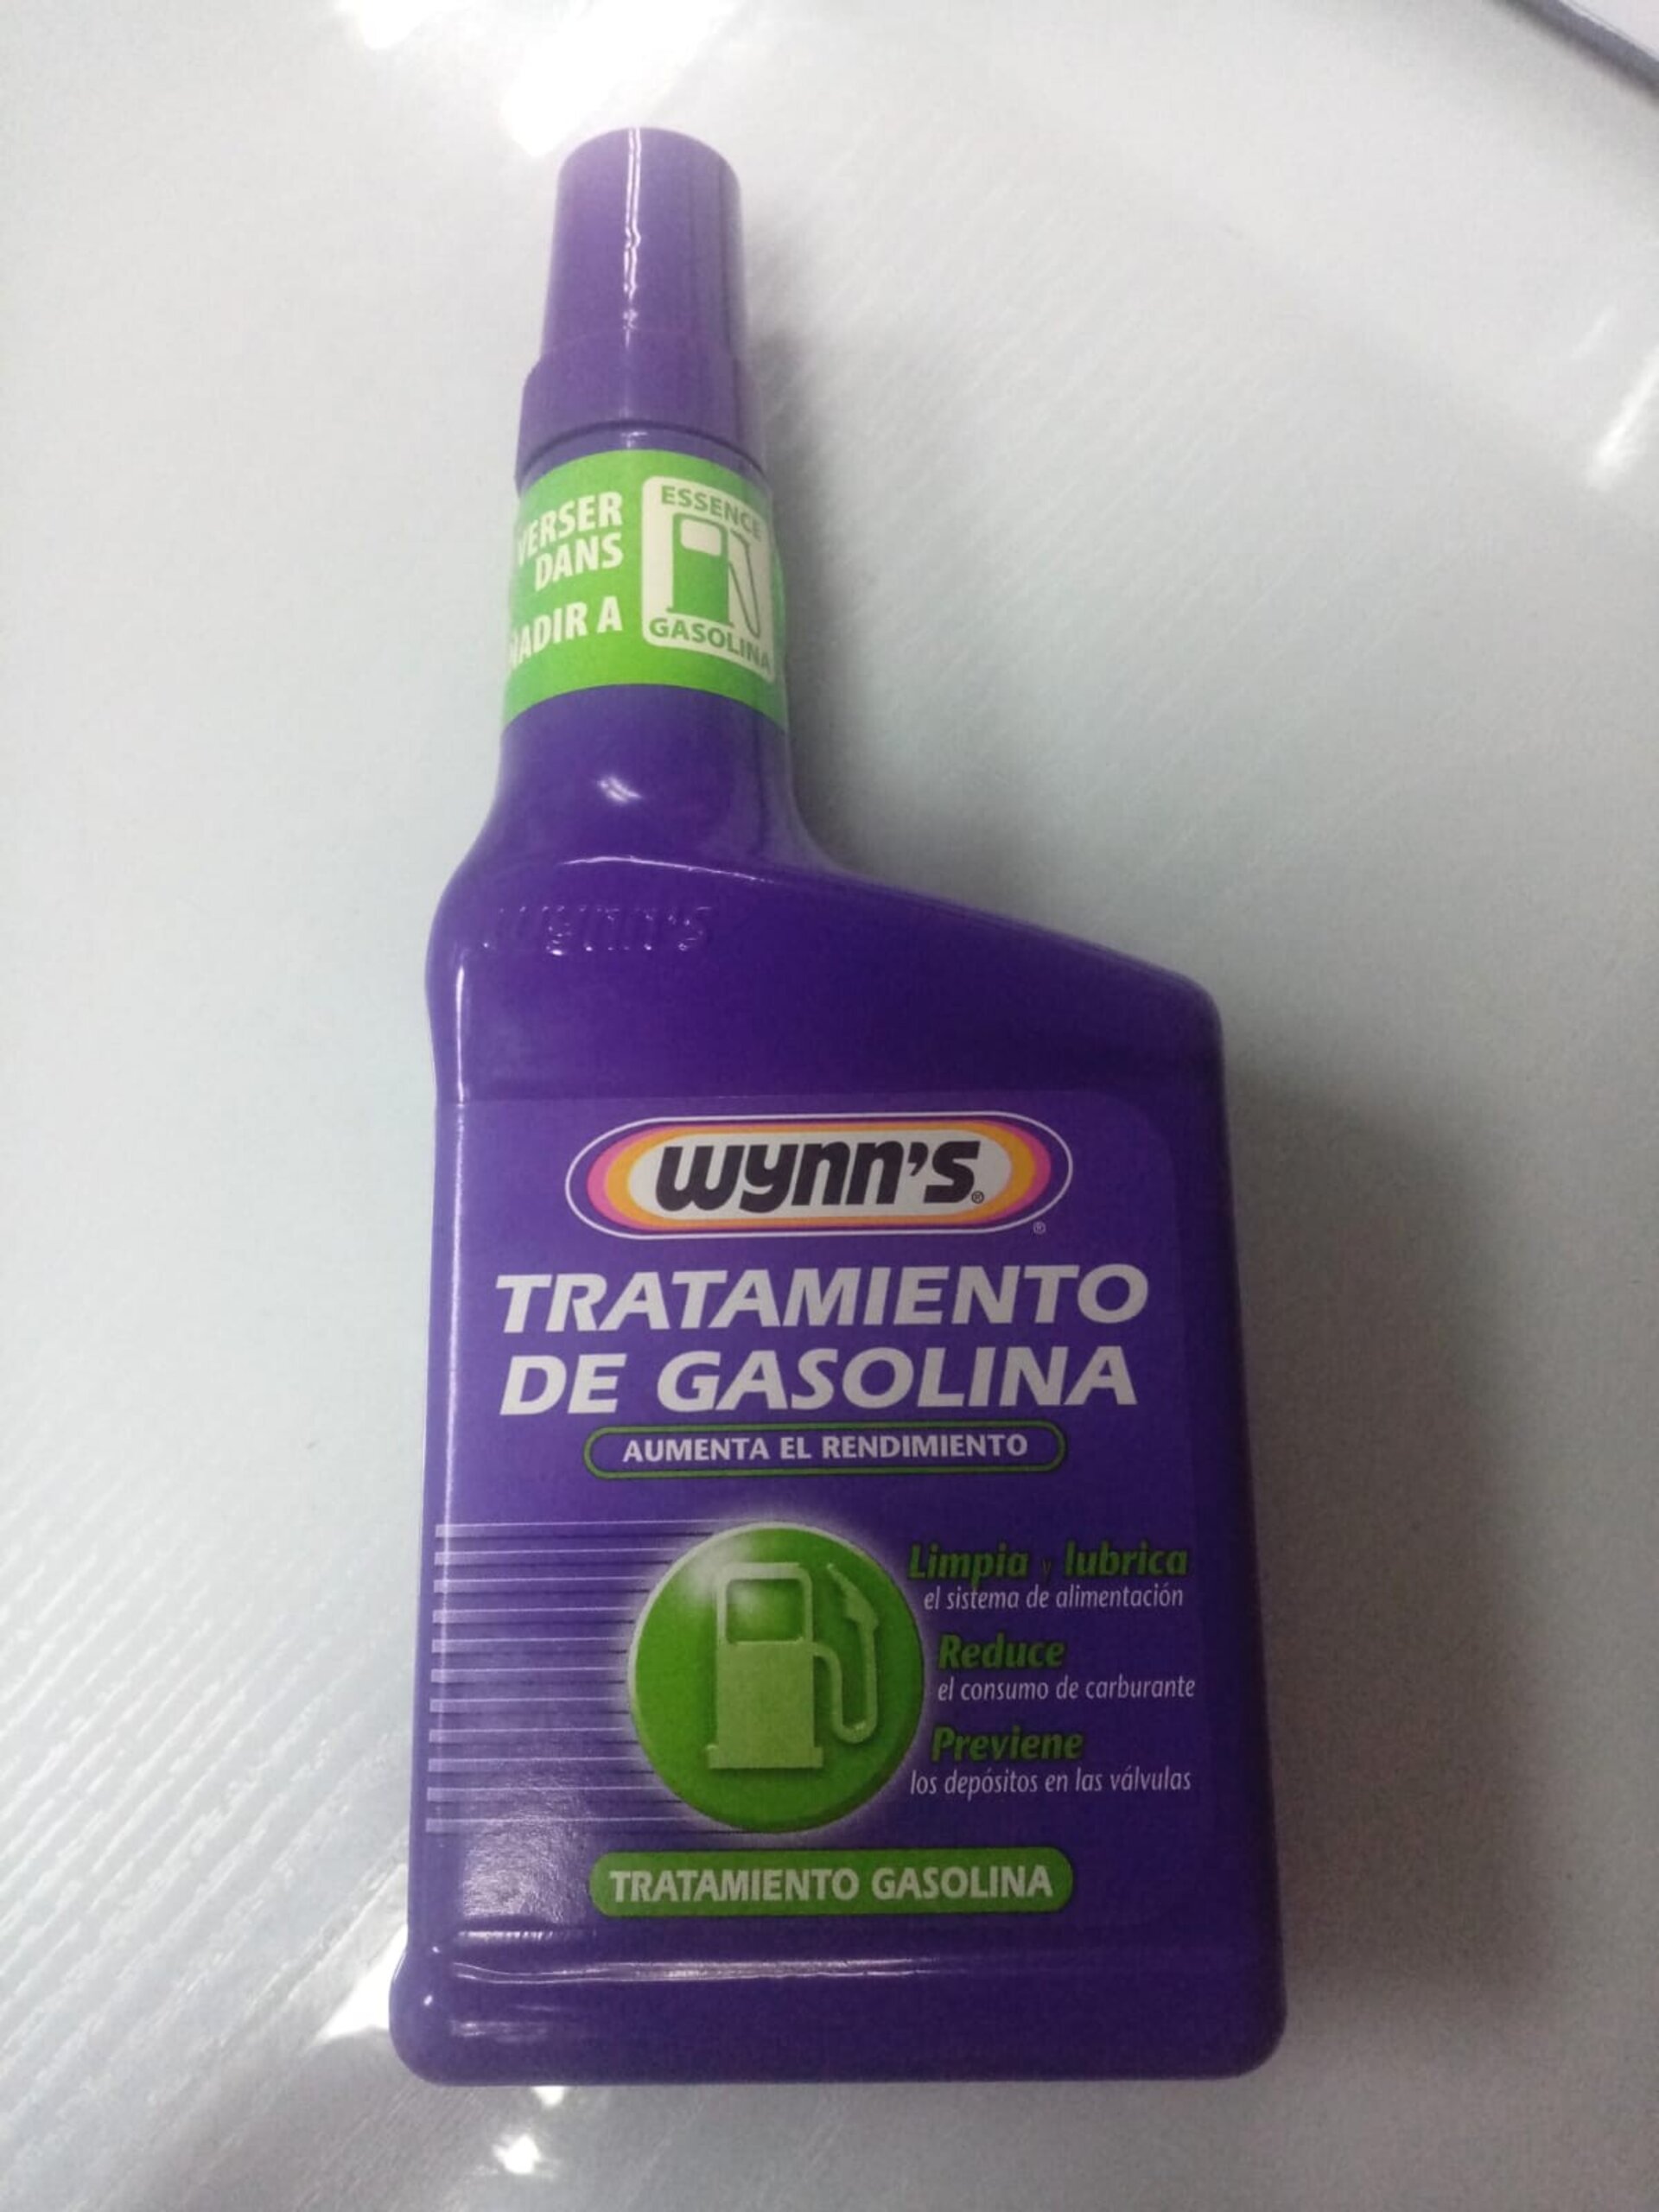 VERSER
DANS
ADIR A
ESSENCE
GASOLINA
wynn's
wynn's®
®
TRATAMIENTO
DE GASOLINA
AUMENTA EL RENDIMIENTO
Limpia y lubrica
el sistema de alimentación
Reduce
el consumo de carburante
Previene
los depósitos en las válvulas
TRATAMIENTO GASOLINA